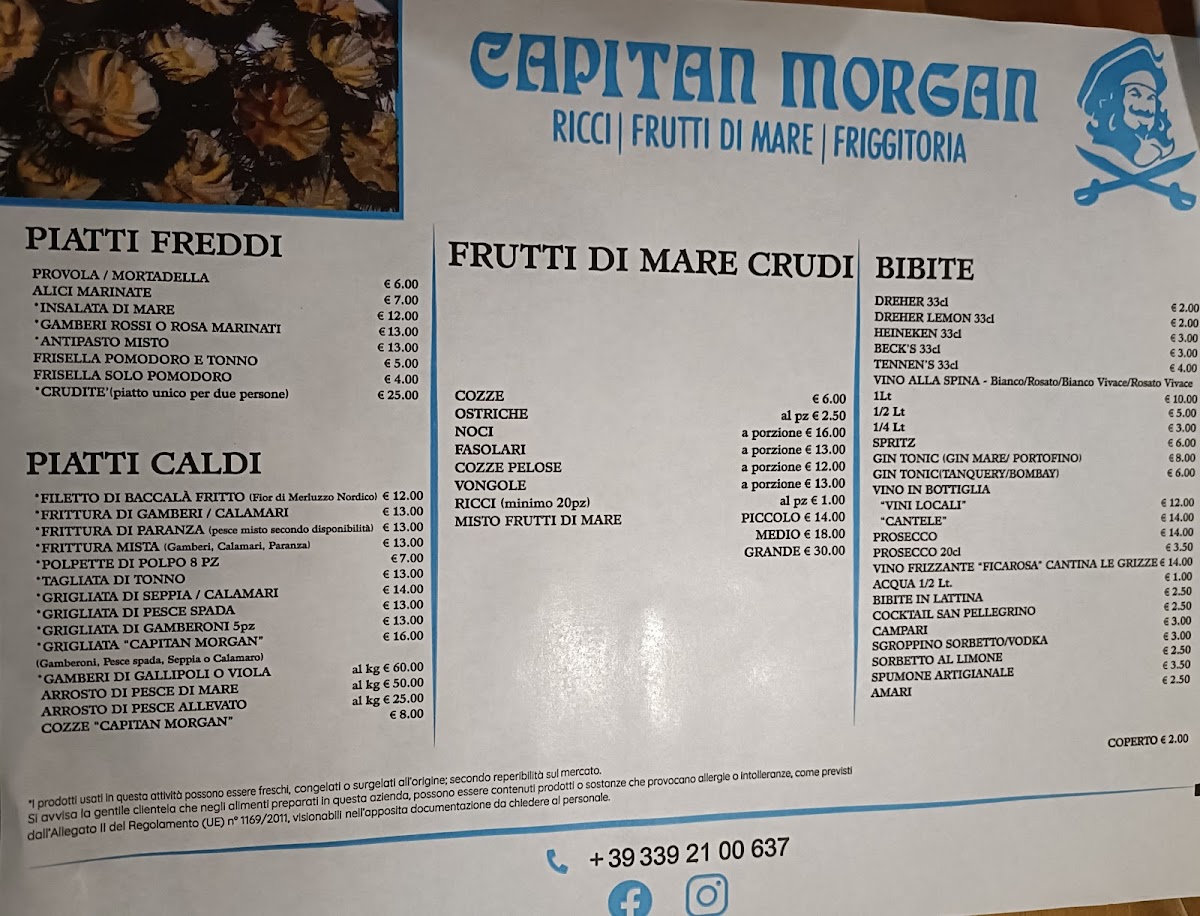 CAPITAN MORGAN
RICCI | FRUTTI DI MARE | FRIGGITORIA
PIATTI FREDDI
PROVOLA / MORTADELLA € 6.00
ALICI MARINATE € 7.00
*INSALATA DI MARE € 12.00
*GAMBERI ROSSI O ROSA MARINATI € 13.00
*ANTIPASTO MISTO € 13.00
FRISELLA POMODORO E TONNO € 5.00
FRISELLA SOLO POMODORO € 4.00
*CRUDITE'(piatto unico per due persone) € 25.00
PIATTI CALDI
*FILETTO DI BACCALÀ FRITTO (Fior di Merluzzo Nordico) € 12.00
*FRITTURA DI GAMBERI / CALAMARI € 13.00
*FRITTURA DI PARANZA (pesce misto secondo disponibilità) € 13.00
*FRITTURA MISTA (Gamberi, Calamari, Paranza) € 13.00
*POLPETTE DI POLPO 8 PZ € 7.00
*TAGLIATA DI TONNO € 13.00
*GRIGLIATA DI SEPPIA / CALAMARI € 14.00
*GRIGLIATA DI PESCE SPADA € 13.00
*GRIGLIATA DI GAMBERONI 5pz € 13.00
*GRIGLIATA "CAPITAN MORGAN" € 16.00
(Gamberoni, Pesce spada, Seppia o Calamaro)
*GAMBERI DI GALLIPOLI O VIOLA al kg € 60.00
ARROSTO DI PESCE DI MARE al kg € 50.00
ARROSTO DI PESCE ALLEVATO al kg € 25.00
COZZE "CAPITAN MORGAN" € 8.00
FRUTTI DI MARE CRUDI
COZZE € 6.00
OSTRICHE al pz € 2.50
NOCI a porzione € 16.00
FASOLARI a porzione € 13.00
COZZE PELOSE a porzione € 12.00
VONGOLE a porzione € 13.00
RICCI (minimo 20pz) al pz € 1.00
MISTO FRUTTI DI MARE PICCOLO € 14.00
MEDIO € 18.00
GRANDE € 30.00
BIBITE
DREHER 33cl € 2.00
DREHER LEMON 33cl € 2.00
HEINEKEN 33cl € 3.00
BECK'S 33cl € 3.00
TENNEN'S 33cl € 4.00
VINO ALLA SPINA - Bianco/Rosato/Bianco Vivace/Rosato Vivace
1Lt € 10.00
1/2 Lt € 5.00
1/4 Lt € 3.00
SPRITZ € 6.00
GIN TONIC (GIN MARE/ PORTOFINO) €8.00
GIN TONIC(TANQUERY/BOMBAY) € 6.00
VINO IN BOTTIGLIA
"VINI LOCALI" € 12.00
"CANTELE" € 14.00
PROSECCO € 14.00
PROSECCO 20cl € 3.50
VINO FRIZZANTE "FICAROSA" CANTINA LE GRIZZE € 14.00
ACQUA 1/2 Lt. € 1.00
BIBITE IN LATTINA € 2.50
COCKTAIL SAN PELLEGRINO € 2.50
CAMPARI € 3.00
SGROPPINO SORBETTO/VODKA € 3.00
SORBETTO AL LIMONE € 2.50
SPUMONE ARTIGIANALE € 3.50
AMARI € 2.50
COPERTO € 2.00
*I prodotti usati in questa attività possono essere freschi, congelati o surgelati all'origine; secondo reperibilità sul mercato.
Si avvisa la gentile clientela che negli alimenti preparati in questa azienda, possono essere contenuti prodotti o sostanze che provocano allergie o intolleranze, come previsti
dall'Allegato II del Regolamento (UE) n° 1169/2011, visionabili nell'apposita documentazione da chiedere al personale.
+39 339 21 00 637